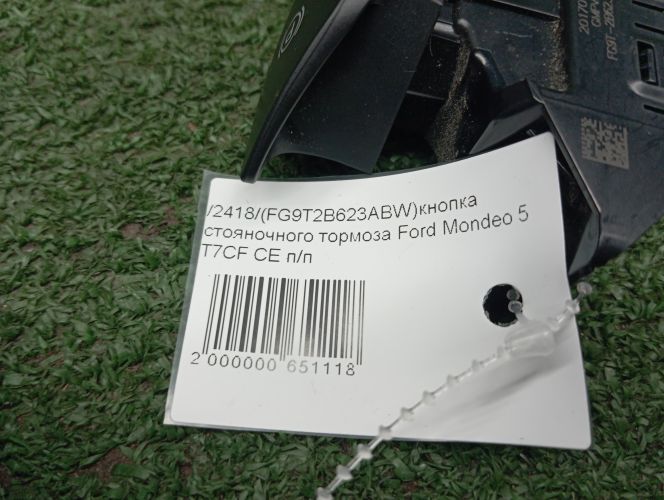 /2418/(FG9T2B623ABW)кнопка
стояночного тормоза Ford Mondeo 5
T7CF CE п/п
2 000000 651118